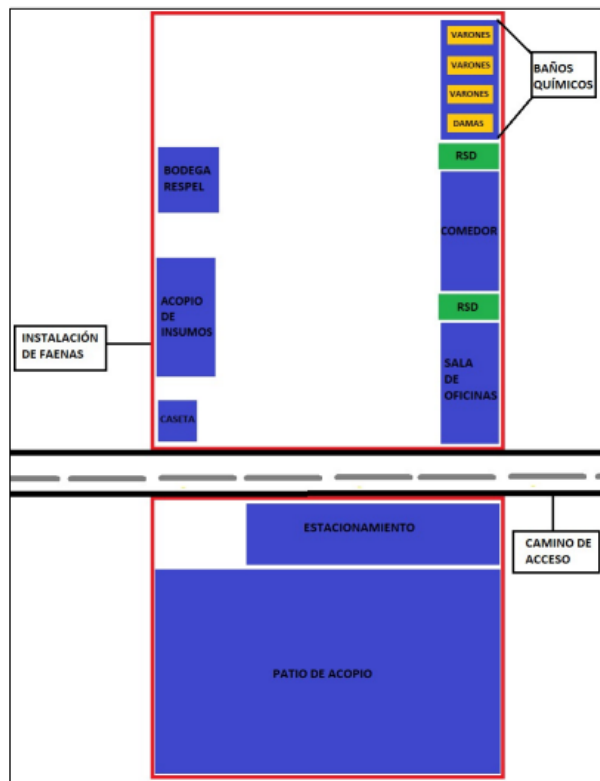 VARONES
VARONES
VARONES
DAMAS
BAÑOS
QUÍMICOS
RSD
BODEGA
RESPEL
COMEDOR
ACOPIO
DE
INSUMOS
RSD
INSTALACIÓN
DE FAENAS
SALA
DE
OFICINAS
CASETA
ESTACIONAMIENTO
CAMINO DE
ACCESO
PATIO DE ACOPIO